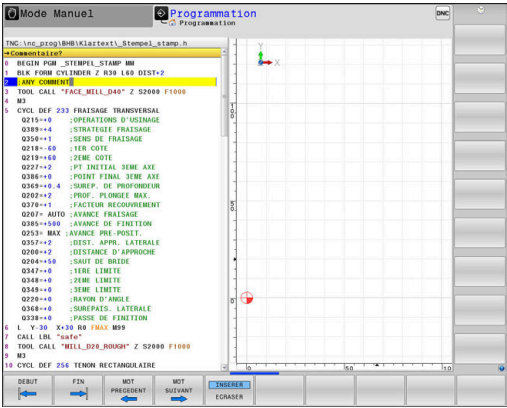 Mode Manuel
Programmation
Programmation
DNC
TNC:\nc_prog\BHB\Klartext\_Stempel_stamp.h
→Commentaire?
0 BEGIN PGM _STEMPEL_STAMP MM
1 BLK FORM CYLINDER Z R30 L60 DIST+2
2 ;ANY COMMENT
3 TOOL CALL "FACE_MILL_D40" Z S2000 F1000
4 M3
5 CYCL DEF 233 FRAISAGE TRANSVERSAL
Q215=+0 ;OPERATIONS D'USINAGE
Q389=+4 ;STRATEGIE FRAISAGE
Q350=+1 ;SENS DE FRAISAGE
Q218=-60 ;1ER COTE
Q219=+60 ;2EME COTE
Q227=+2 ;PT INITIAL 3EME AXE
Q386=+0 ;POINT FINAL 3EME AXE
Q369=+0.4 ;SUREP. DE PROFONDEUR
Q202=+2 ;PROF. PLONGEE MAX.
Q370=+1 ;FACTEUR RECOUVREMENT
Q207= AUTO ;AVANCE FRAISAGE
Q385=+500 ;AVANCE DE FINITION
Q253= MAX ;AVANCE PRE-POSIT.
Q357=+2 ;DIST. APPR. LATERALE
Q200=+2 ;DISTANCE D'APPROCHE
Q204=+50 ;SAUT DE BRIDE
Q347=+0 ;1ERE LIMITE
Q348=+0 ;2EME LIMITE
Q349=+0 ;3EME LIMITE
Q220=+0 ;RAYON D'ANGLE
Q368=+0 ;SUREPAIS. LATERALE
Q338=+0 ;PASSE DE FINITION
6 L Y-30 X+30 R0 FMAX M99
7 CALL LBL "safe"
8 TOOL CALL "MILL_D20_ROUGH" Z S2000 F1000
9 M3
10 CYCL DEF 256 TENON RECTANGULAIRE
Y
X
100
50
0
0
50
100
DEBUT
FIN
MOT PRECEDENT
MOT SUIVANT
INSERER
ECRASER